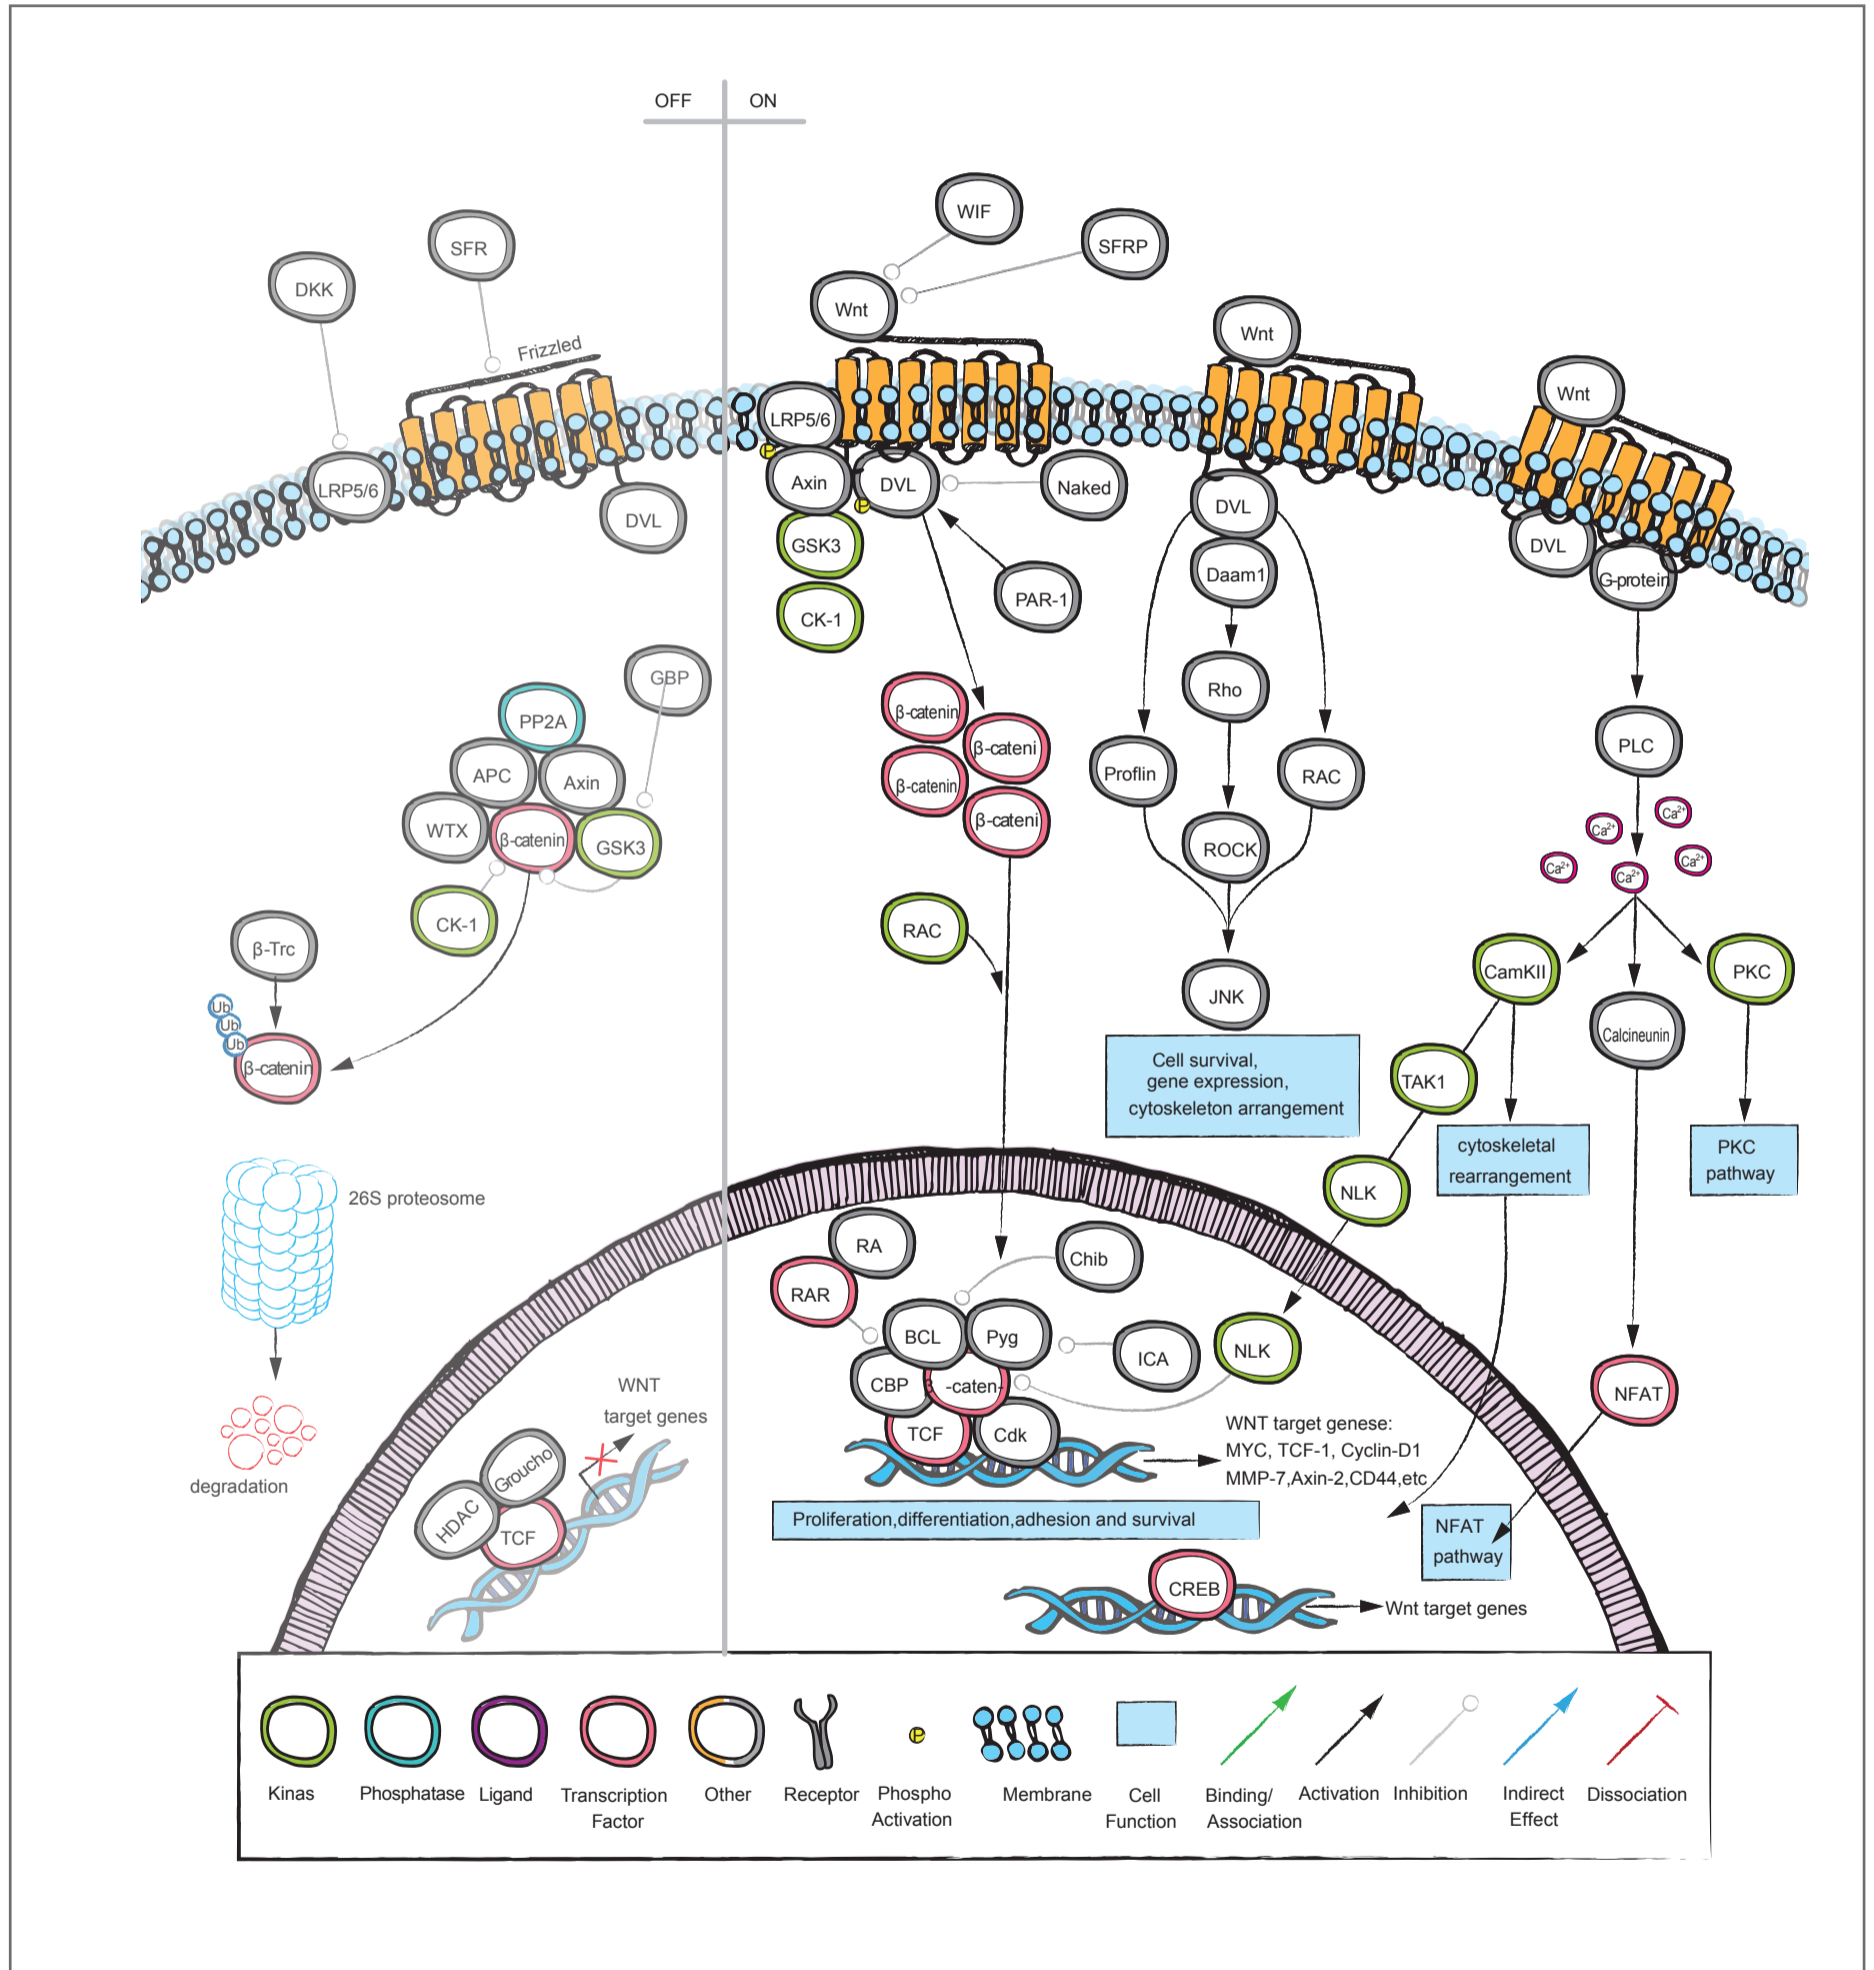 OFF
ON
WIF
SFR
SFRP
DKK
Wnt
Wnt
Frizzled
Wnt
LRP5/6
LRP5/6
Axin
DVL
Naked
DVL
DVL
DVL
GSK3
Daam1
G-protein
CK-1
PAR-1
GBP
PP2A
β-catenin
Rho
β-cateni
PLC
APC
Axin
β-catenin
Proflin
RAC
WTX
β-catenin
GSK3
β-cateni
ROCK
Ca2+
Ca2+
Ca2+
Ca2+
Ca2+
CK-1
RAC
β-Trc
CamKII
PKC
JNK
Ub
Ub
Ub
Calcineunin
β-catenin
Cell survival,
gene expression,
cytoskeleton arrangement
TAK1
cytoskeletal
rearrangement
PKC
pathway
26S proteosome
NLK
RA
Chib
RAR
BCL
Pyg
ICA
NLK
CBP
β -caten-
NFAT
WNT
target genes
TCF
Cdk
WNT target genese:
MYC, TCF-1, Cyclin-D1
MMP-7,Axin-2,CD44,etc
degradation
Groucho
HDAC
TCF
Proliferation,differentiation,adhesion and survival
NFAT
pathway
CREB
Wnt target genes
P
P
P
Kinas
Phosphatase
Ligand
Transcription
Factor
Other
Receptor
Phospho
Activation
Membrane
Cell
Function
Binding/
Association
Activation
Inhibition
Indirect
Effect
Dissociation